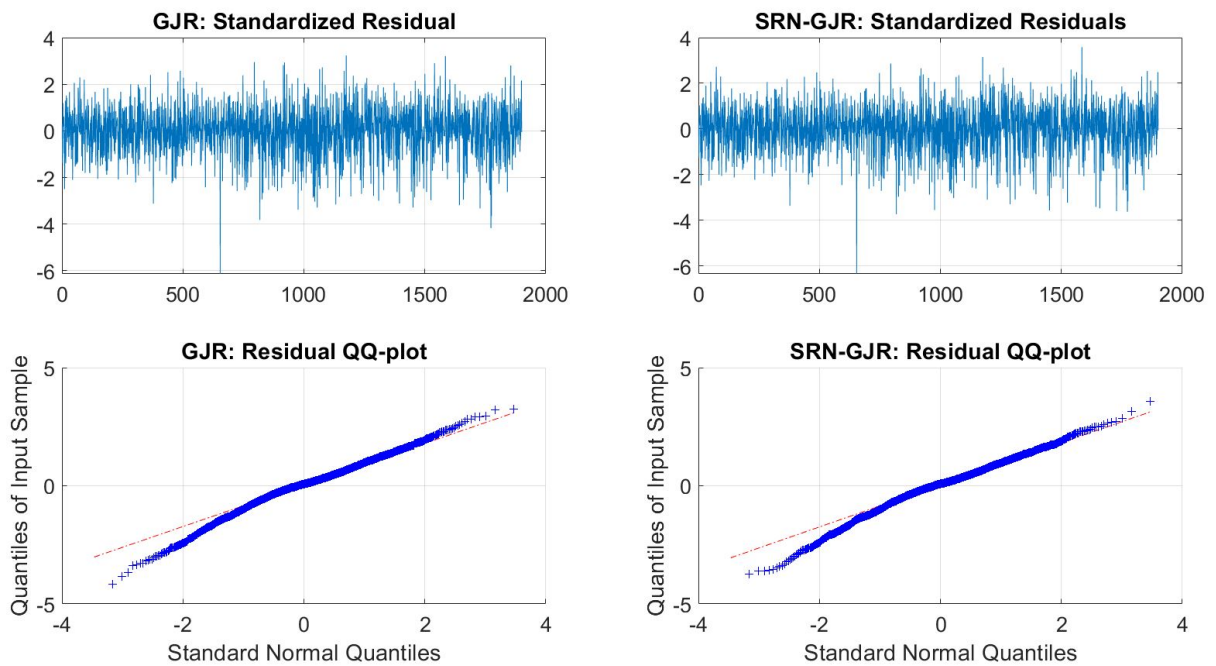 GJR: Standardized Residual
4
2
0
-2
-4
-6
0 500 1000 1500 2000
SRN-GJR: Standardized Residuals
4
2
0
-2
-4
-6
0 500 1000 1500 2000
GJR: Residual QQ-plot
Quantiles of Input Sample
5
0
-5
-4 -2 0 2 4
Standard Normal Quantiles
SRN-GJR: Residual QQ-plot
Quantiles of Input Sample
5
0
-5
-4 -2 0 2 4
Standard Normal Quantiles